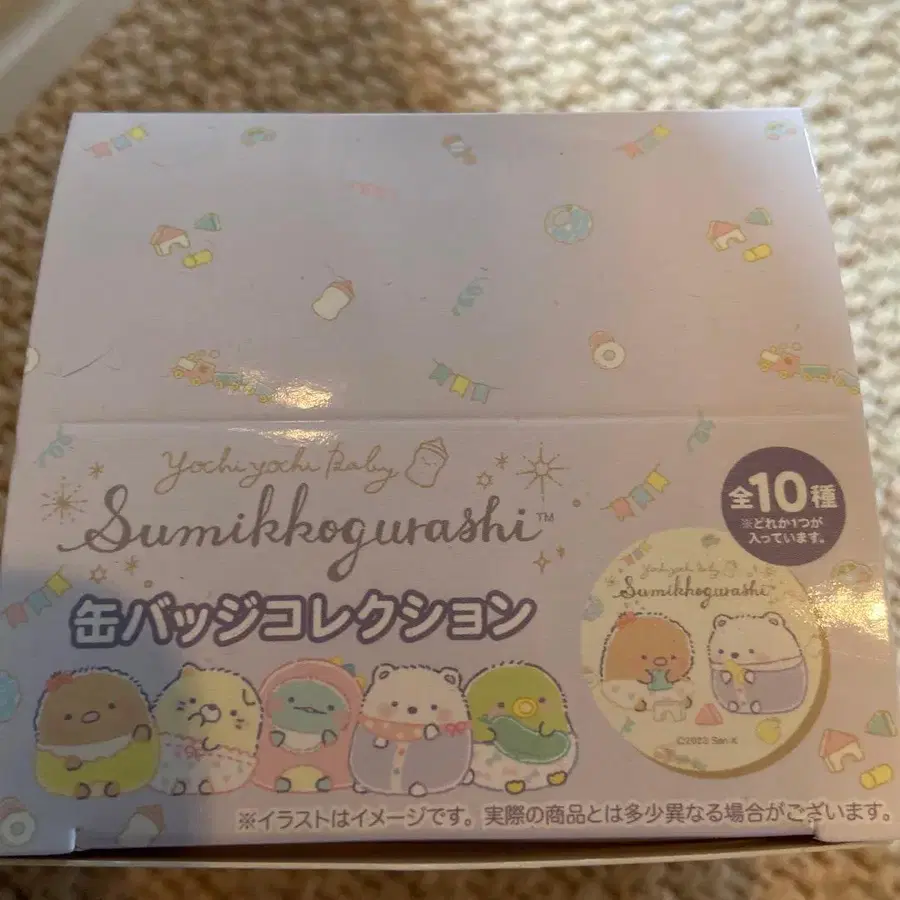 yochi yochi Baby
Sumikkogurashi™
缶バッジコレクション
全10種
※どれか1つが
入っています。
yochi yochi Baby
Sumikkogurashi
©2023 San-X
※イラストはイメージです。実際の商品とは多少異なる場合がございます。